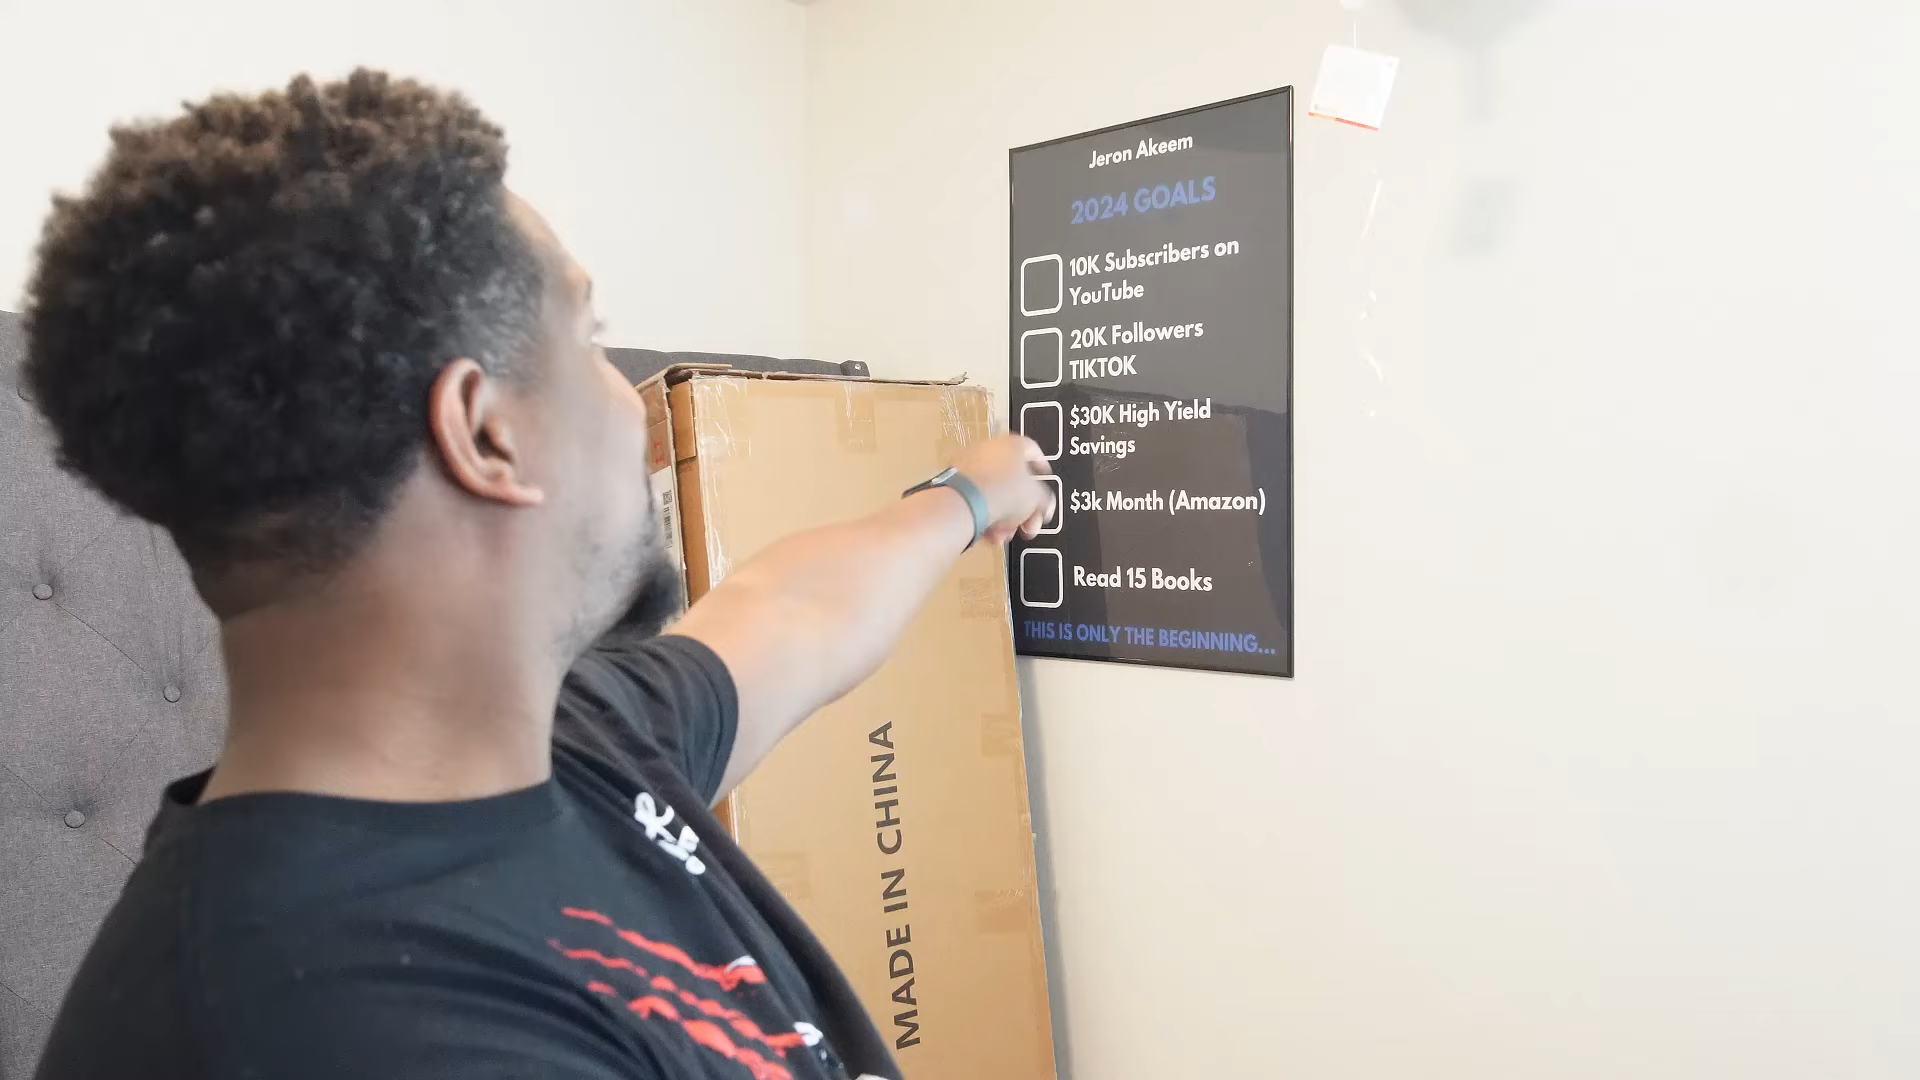 Jeron Akeem
2024 GOALS
10K Subscribers on
YouTube
20K Followers
TIKTOK
$30K High Yield
Savings
$3k Month (Amazon)
Read 15 Books
THIS IS ONLY THE BEGINNING...
MADE IN CHINA